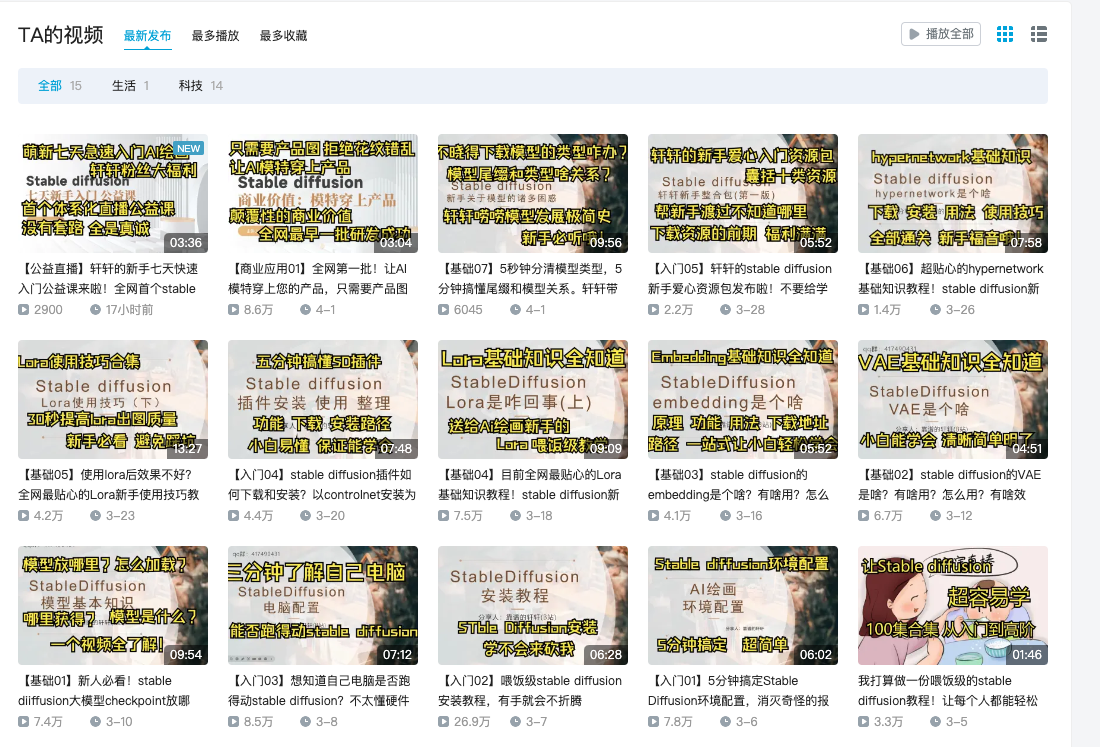 TA的视频 最新发布 最多播放 最多收藏 播放全部
全部 15 生活 1 科技 14
萌新七天急速入门AI绘画
NEW
轩轩粉丝大福利
Stable diffusion
七天新手入门公益课
首个体系化直播公益课
没有套路 全是真诚
03:36
【公益直播】轩轩的新手七天快速
入门公益课来啦！全网首个stable
2900 17小时前
只需要产品图 拒绝花纹错乱
让AI模特穿上产品
Stable diffusion
商业应用价值：模特穿上产品
颠覆性的商业价值
全网最早一批研发成功
03:04
【商业应用01】全网第一批！让AI
模特穿上您的产品，只需要产品图
8.6万 4-1
不晓得下载模型的类型咋办？
模型尾缀和类型啥关系？
Stable diffusion
新手关于模型的诸多困惑
轩轩唠唠模型发展极简史
新手必听哦！
09:56
【基础07】5秒钟分清模型类型，5
分钟搞懂尾缀和模型关系。轩轩带
6045 4-1
轩轩的新手爱心入门资源包
囊括十类资源
Stable diffusion
轩轩新手整合包(第一版)
帮新手渡过不知道哪里
下载资源的前期 福利满满
05:52
【入门05】轩轩的stable diffusion
新手爱心资源包发布啦！不要给学
2.2万 3-28
hypernetwork基础知识
Stable diffusion
hypernetwork是个啥
下载 安装 用法 使用技巧
全部通关 新手福音哦！
07:58
【基础06】超贴心的hypernetwork
基础知识教程！stable diffusion新
1.4万 3-26
Lora使用技巧合集
Stable diffusion
Lora使用技巧（下）
30秒提高lora出图质量
新手必看 避免踩坑
13:27
【基础05】使用lora后效果不好？
全网最贴心的Lora新手使用技巧教
4.2万 3-23
五分钟搞懂SD插件
Stable diffusion
插件安装 使用 整理
功能 下载 安装路径
小白易懂 保证能学会
07:48
【入门04】stable diffusion插件如
何下载和安装？以controlnet安装为
4.4万 3-20
Lora基础知识全知道
StableDiffusion
Lora是咋回事(上)
送给AI绘画新手的
Lora 喂饭级教学
09:09
【基础04】目前全网最贴心的Lora
基础知识教程！stable diffusion新
7.5万 3-18
Embedding基础知识全知道
StableDiffusion
embedding是个啥
原理 功能 用法 下载地址
路径 一站式让小白轻松学会
05:52
【基础03】stable diffusion的
embedding是个啥？有啥用？怎么
4.1万 3-16
qq群：417493431
VAE基础知识全知道
StableDiffusion
VAE是个啥
小白能学会 清晰简单明了
04:51
【基础02】stable diffusion的VAE
是啥？有啥用？怎么用？有啥效
6.7万 3-12
模型放哪里？怎么加载？
StableDiffusion
模型基本知识
哪里获得？ 模型是什么？
一个视频全了解！
09:54
【基础01】新人必看！stable
diiffusion大模型checkpoint放哪
7.4万 3-10
qq群：417493431
三分钟了解自己电脑
StableDiffusion
电脑配置
能否跑得动stable diffusion
07:12
【入门03】想知道自己电脑是否跑
得动stable diffusion？不太懂硬件
8.5万 3-8
StableDiffusion
安装教程
分享人：靠谱的轩轩(B站)
STble Diffusion安装
学不会来砍我
06:28
【入门02】喂饭级stable diffusion
安装教程，有手就会不折腾
26.9万 3-7
Stable diffusion环境配置
AI绘画
环境配置
分享人：靠谱的轩轩
5分钟搞定 超简单
06:02
【入门01】5分钟搞定Stable
Diffusion环境配置，消灭奇怪的报
7.8万 3-6
让Stable diffusion
超容易学
100集合集 从入门到高阶
01:46
我打算做一份喂饭级的stable
diffusion教程！让每个人都能轻松
3.3万 3-5